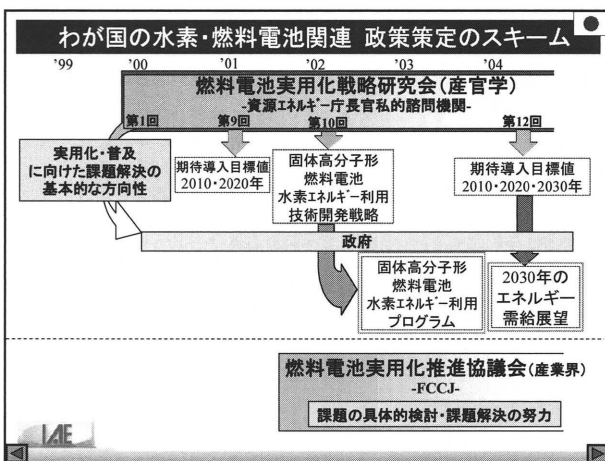 わが国の水素・燃料電池関連 政策策定のスキーム
'99 '00 '01 '02 '03 '04
燃料電池実用化戦略研究会(産官学)
-資源エネルギー庁長官私的諮問機関-
第1回 第9回 第10回 第12回
実用化・普及
に向けた課題解決の
基本的な方向性
期待導入目標値
2010・2020年
固体高分子形
燃料電池
水素エネルギー利用
技術開発戦略
期待導入目標値
2010・2020・2030年
政府
固体高分子形
燃料電池
水素エネルギー利用
プログラム
2030年の
エネルギー
需給展望
燃料電池実用化推進協議会(産業界)
-FCCJ-
課題の具体的検討・課題解決の努力
IAE